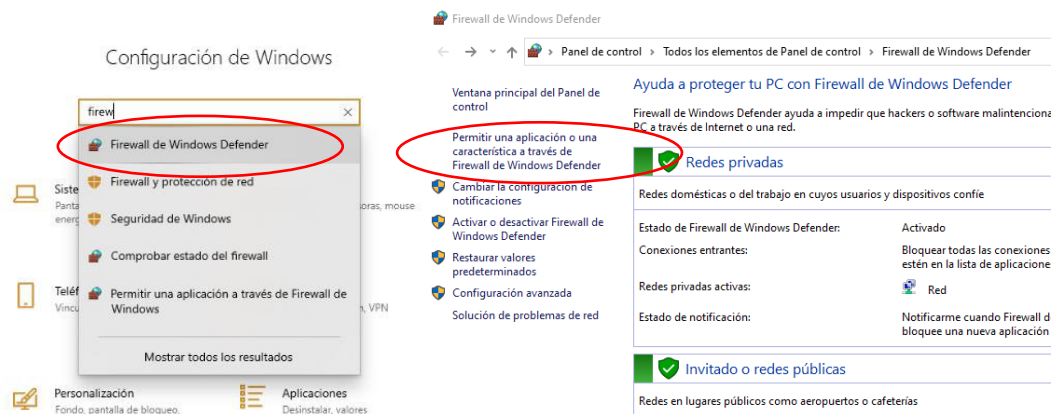 Configuración de Windows
firew
Firewall de Windows Defender
Firewall y protección de red
Seguridad de Windows
Comprobar estado del firewall
Permitir una aplicación a través de Firewall de
Windows
Mostrar todos los resultados
Siste
Panta
energ
oras, mouse
Teléf
Vincu
n, VPN
Personalización
Fondo, pantalla de bloqueo,
Aplicaciones
Desinstalar, valores
Firewall de Windows Defender
Panel de control > Todos los elementos de Panel de control > Firewall de Windows Defender
Ventana principal del Panel de
control
Permitir una aplicación o una
característica a través de
Firewall de Windows Defender
Cambiar la configuración de
notificaciones
Activar o desactivar Firewall de
Windows Defender
Restaurar valores
predeterminados
Configuración avanzada
Solución de problemas de red
Ayuda a proteger tu PC con Firewall de Windows Defender
Firewall de Windows Defender ayuda a impedir que hackers o software malintenciona
PC a través de Internet o una red.
Redes privadas
Redes domésticas o del trabajo en cuyos usuarios y dispositivos confíe
Estado de Firewall de Windows Defender: Activado
Conexiones entrantes: Bloquear todas las conexiones
estén en la lista de aplicacione
Redes privadas activas: Red
Estado de notificación: Notificarme cuando Firewall d
bloquee una nueva aplicación
Invitado o redes públicas
Redes en lugares públicos como aeropuertos o cafeterías